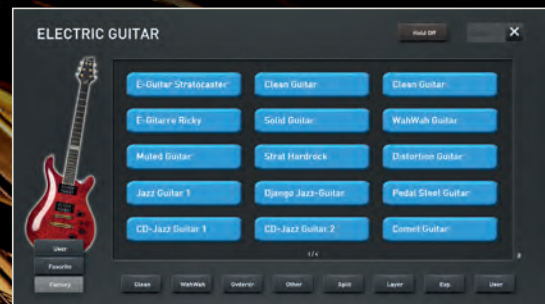 ELECTRIC GUITAR
Hold Off
E-Guitar Stratocaster
Clean Guitar
Clean Guitar
E-Gitarre Ricky
Solid Guitar
WahWah Guitar
Muted Guitar
Strat Hardrock
Distortion Guitar
Jazz Guitar 1
Django Jazz-Guitar
Pedal Steel Guitar
CD-Jazz Guitar 1
CD-Jazz Guitar 2
Comet Guitar
1/4
User
Favorite
Factory
Clean
WahWah
Other
Split
Layer
Exp.
User